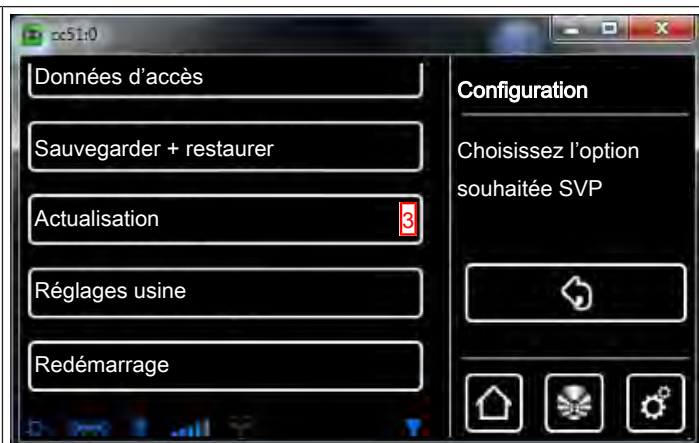 cc51:0
Données d'accès
Sauvegarder + restaurer
Actualisation 3
Réglages usine
Redémarrage
Configuration
Choisissez l'option
souhaitée SVP